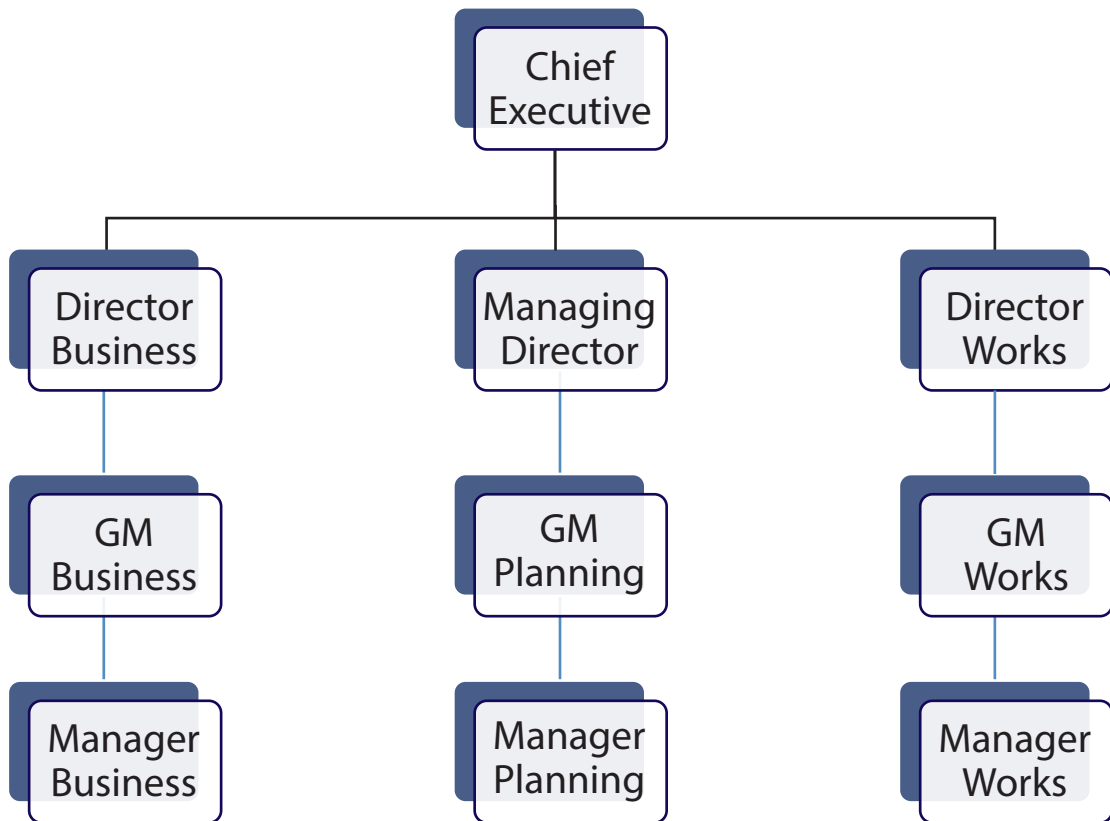 Chief
Executive
Director
Business
Managing
Director
Director
Works
GM
Business
GM
Planning
GM
Works
Manager
Business
Manager
Planning
Manager
Works